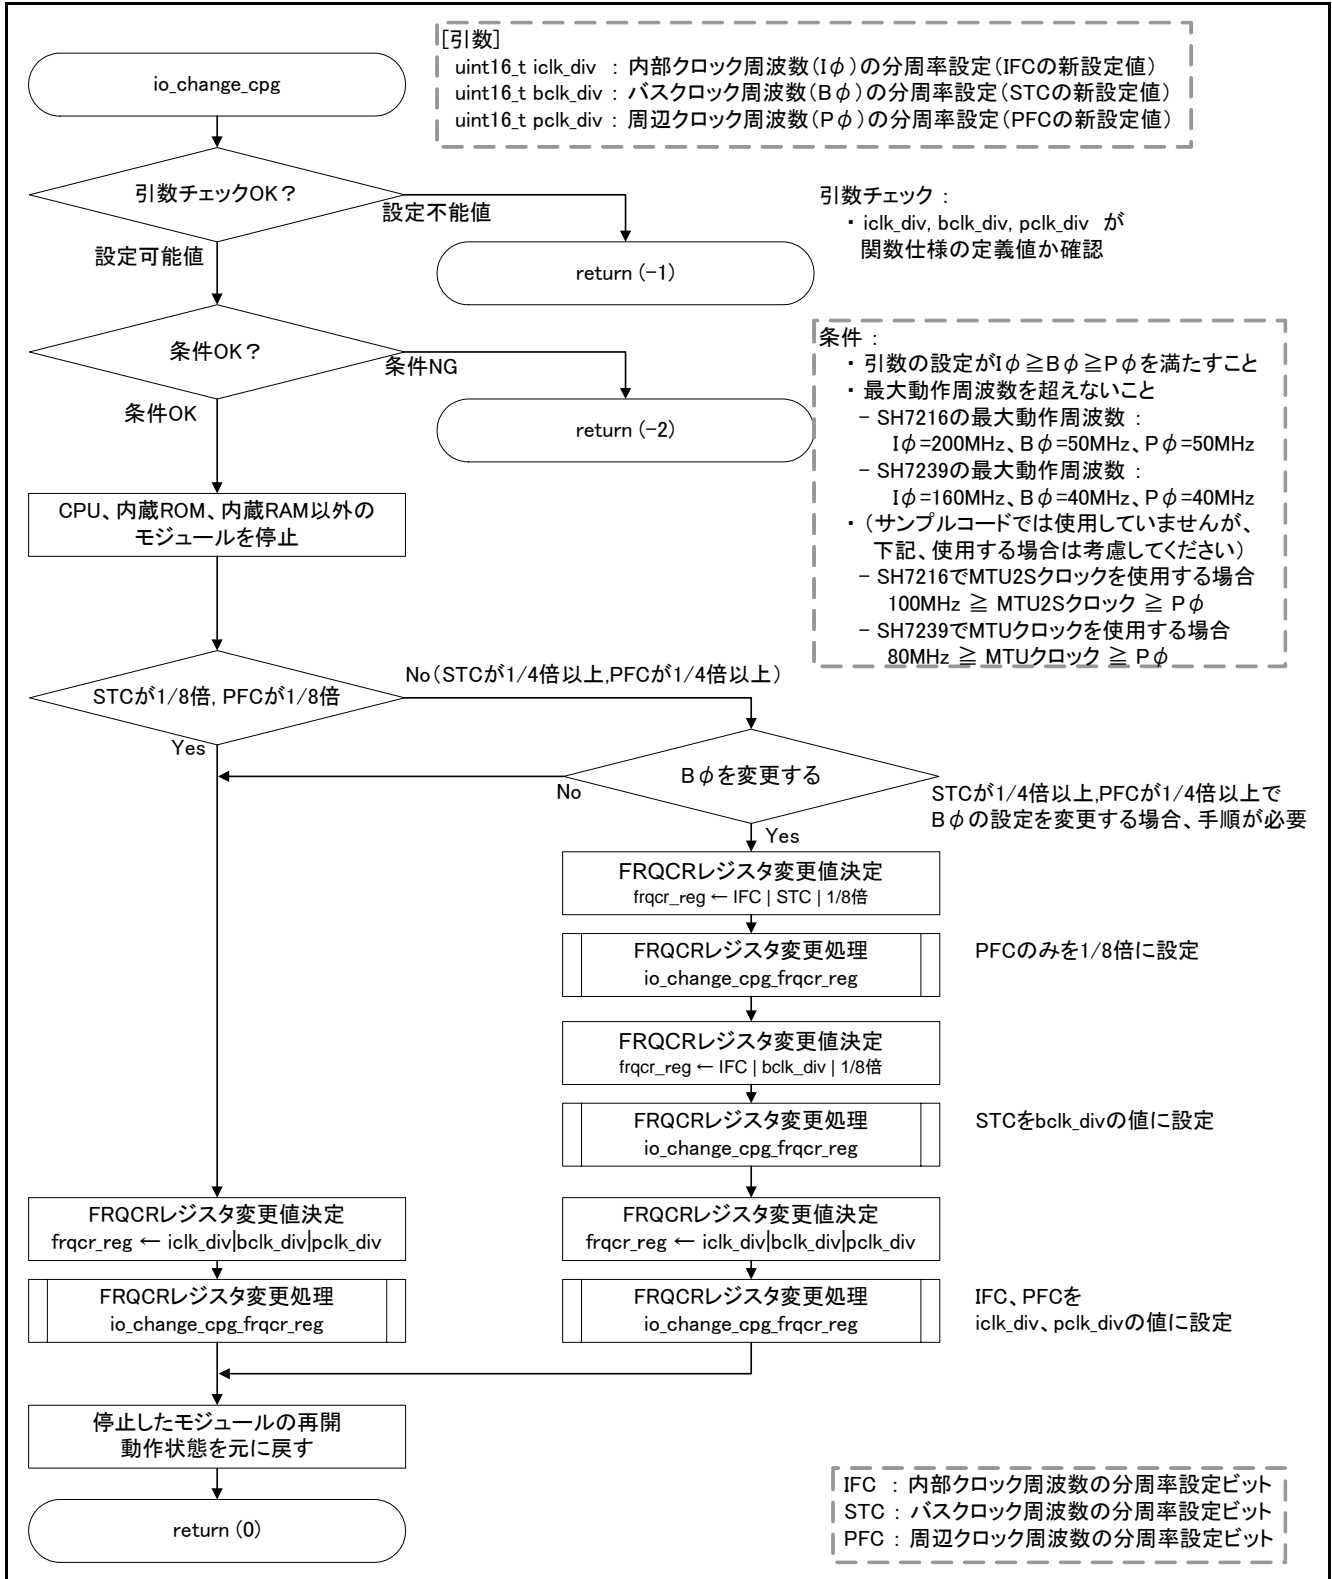 [引数]
uint16_t iclk_div : 内部クロック周波数(Iφ)の分周率設定(IFCの新設定値)
uint16_t bclk_div : バスクロック周波数(Bφ)の分周率設定(STCの新設定値)
uint16_t pclk_div : 周辺クロック周波数(Pφ)の分周率設定(PFCの新設定値)
io_change_cpg
引数チェックOK?
設定不能値
設定可能値
return (-1)
引数チェック :
・ iclk_div, bclk_div, pclk_div が
関数仕様の定義値か確認
条件OK?
条件NG
条件OK
return (-2)
条件 :
・ 引数の設定がIφ≧Bφ≧Pφを満たすこと
・ 最大動作周波数を超えないこと
- SH7216の最大動作周波数 :
Iφ=200MHz、Bφ=50MHz、Pφ=50MHz
- SH7239の最大動作周波数 :
Iφ=160MHz、Bφ=40MHz、Pφ=40MHz
・ (サンプルコードでは使用していませんが、
下記、使用する場合は考慮してください)
- SH7216でMTU2Sクロックを使用する場合
100MHz ≧ MTU2Sクロック ≧ Pφ
- SH7239でMTUクロックを使用する場合
80MHz ≧ MTUクロック ≧ Pφ
CPU、内蔵ROM、内蔵RAM以外の
モジュールを停止
STCが1/8倍, PFCが1/8倍
No(STCが1/4倍以上,PFCが1/4倍以上)
Yes
Bφを変更する
No
Yes
STCが1/4倍以上,PFCが1/4倍以上で
Bφの設定を変更する場合、手順が必要
FRQCRレジスタ変更値決定
frqcr_reg ← IFC | STC | 1/8倍
FRQCRレジスタ変更処理
io_change_cpg_frqcr_reg
PFCのみを1/8倍に設定
FRQCRレジスタ変更値決定
frqcr_reg ← IFC | bclk_div | 1/8倍
FRQCRレジスタ変更処理
io_change_cpg_frqcr_reg
STCをbclk_divの値に設定
FRQCRレジスタ変更値決定
frqcr_reg ← iclk_div|bclk_div|pclk_div
FRQCRレジスタ変更処理
io_change_cpg_frqcr_reg
FRQCRレジスタ変更値決定
frqcr_reg ← iclk_div|bclk_div|pclk_div
FRQCRレジスタ変更処理
io_change_cpg_frqcr_reg
IFC、PFCを
iclk_div、pclk_divの値に設定
停止したモジュールの再開
動作状態を元に戻す
return (0)
IFC : 内部クロック周波数の分周率設定ビット
STC : バスクロック周波数の分周率設定ビット
PFC : 周辺クロック周波数の分周率設定ビット